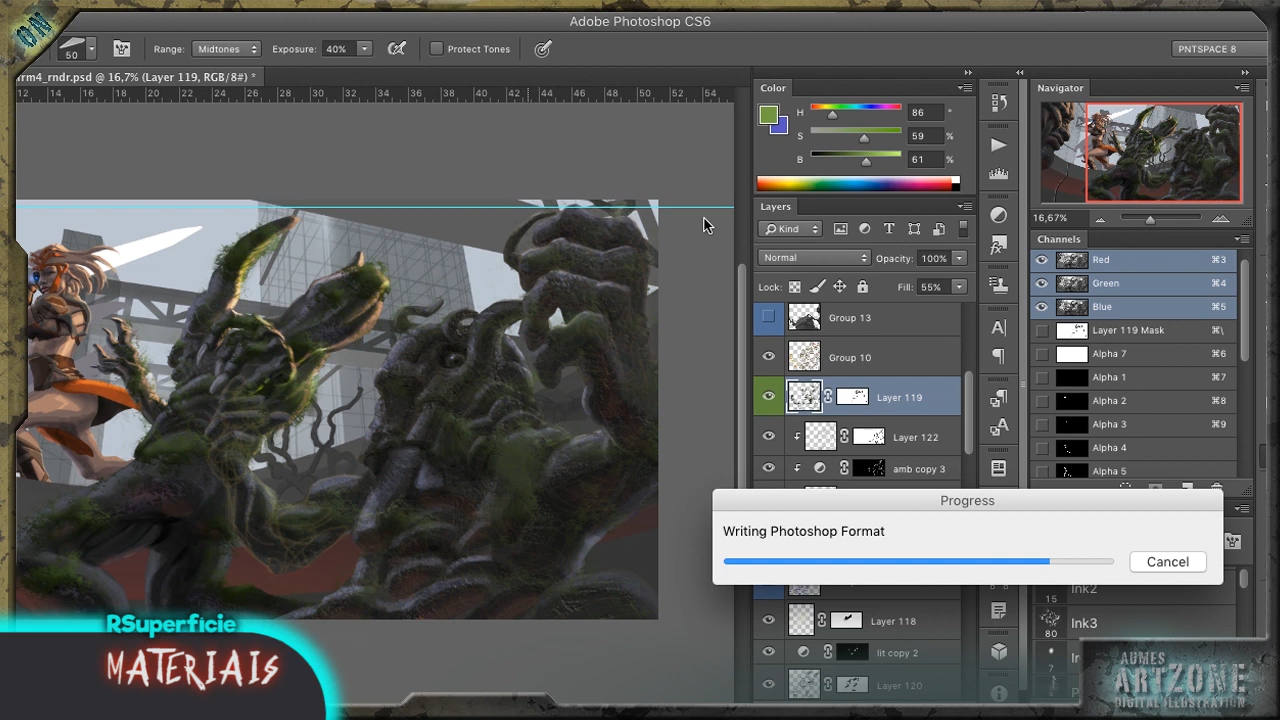 Adobe Photoshop CS6
50
Range: Midtones Exposure: 40% Protect Tones
PNTSPACE 8
rm4_rndr.psd @ 16,7% (Layer 119, RGB/8#) *
12 14 16 18 20 22 24 26 28 30 32 34 36 38 40 42 44 46 48 50 52 54
Color
H 86 °
S 59 %
B 61 %
Layers
Kind
Normal Opacity: 100%
Lock: Fill: 55%
Group 13
Group 10
Layer 119
Layer 122
amb copy 3
Navigator
16,67%
Channels
Red ⌘3
Green ⌘4
Blue ⌘5
Layer 119 Mask ⌘\
Alpha 7 ⌘6
Alpha 1 ⌘7
Alpha 2 ⌘8
Alpha 3 ⌘9
Alpha 4
Alpha 5
Progress
Writing Photoshop Format
Cancel
Layer 118
lit copy 2
Layer 120
15 Ink2
80 Ink3
RSuperficie
MATERIAIS
AUMES
ARTZONE
DIGITAL ILLUSTRATION